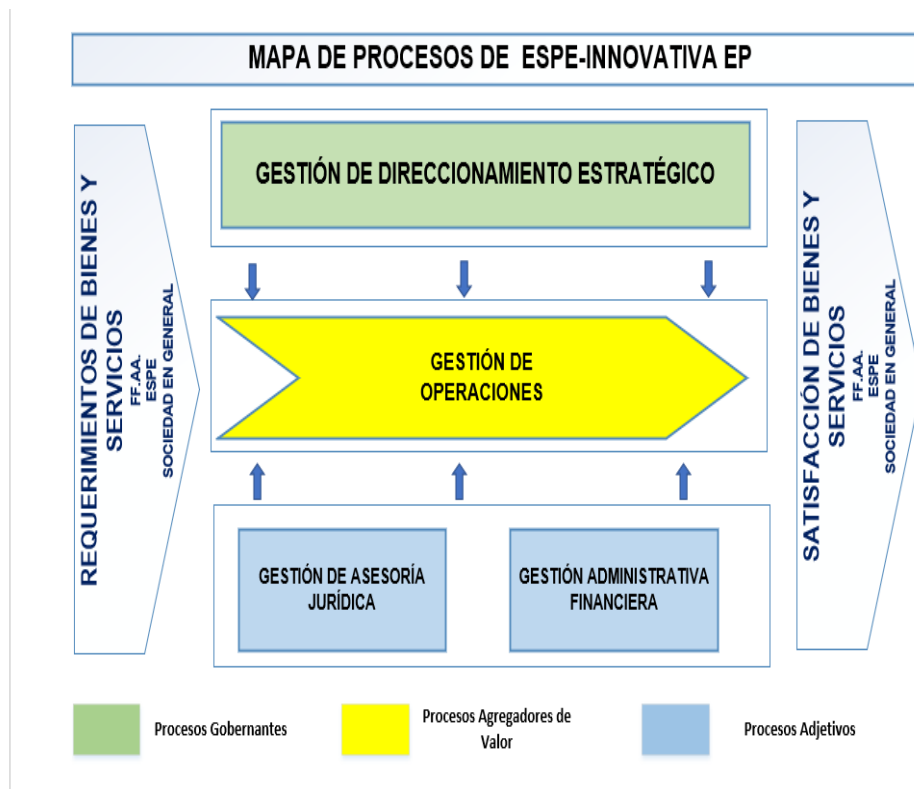 MAPA DE PROCESOS DE ESPE-INNOVATIVA EP
REQUERIMIENTOS DE BIENES Y
SERVICIOS
FF.AA.
ESPE
SOCIEDAD EN GENERAL
GESTIÓN DE DIRECCIONAMIENTO ESTRATÉGICO
GESTIÓN DE
OPERACIONES
GESTIÓN DE ASESORÍA
JURÍDICA
GESTIÓN ADMINISTRATIVA
FINANCIERA
SATISFACCIÓN DE BIENES Y
SERVICIOS
FF.AA.
ESPE
SOCIEDAD EN GENERAL
Procesos Gobernantes
Procesos Agregadores de
Valor
Procesos Adjetivos